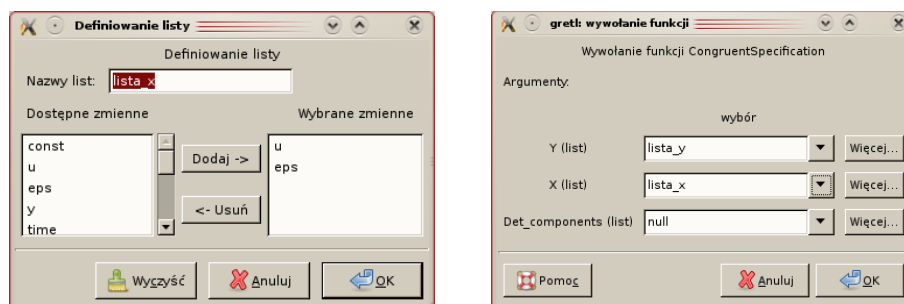 Definiowanie listy
Definiowanie listy
Nazwy list: lista_x
Dostępne zmienne Wybrane zmienne
const
u
eps
y
time
Dodaj ->
<- Usuń
u
eps
Wyczyść Anuluj OK
gretl: wywołanie funkcji
Wywołanie funkcji CongruentSpecification
Argumenty:
wybór
Y (list) lista_y Więcej...
X (list) lista_x Więcej...
Det_components (list) null Więcej...
Pomoc Anuluj OK